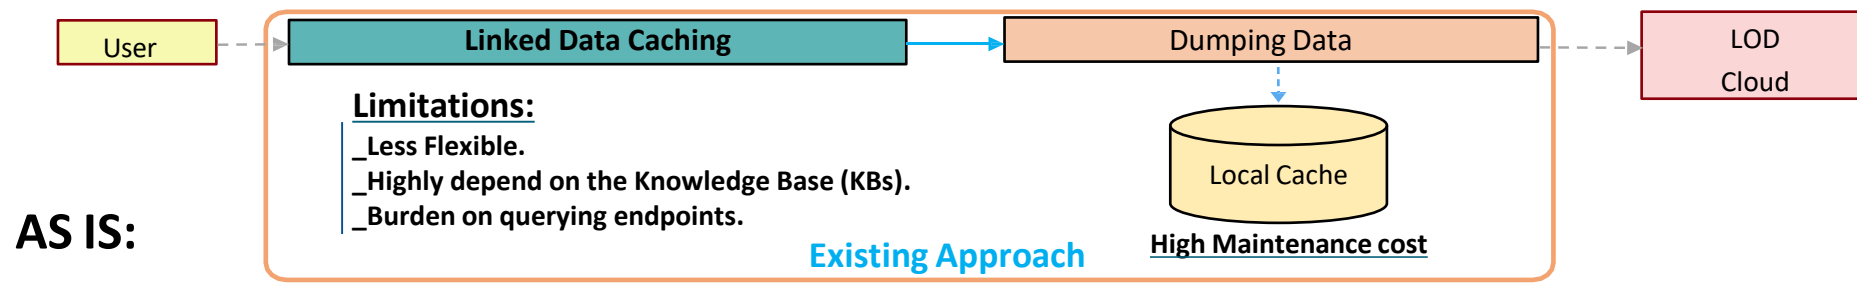 User
Linked Data Caching
Dumping Data
LOD
Cloud
Limitations:
_Less Flexible.
_Highly depend on the Knowledge Base (KBs).
_Burden on querying endpoints.
Local Cache
AS IS:
High Maintenance cost
Existing Approach